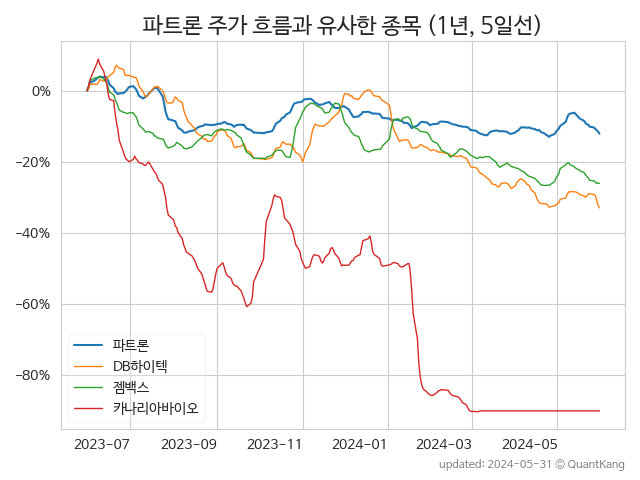 파트론 주가 흐름과 유사한 종목 (1년, 5일선)
0%
−20%
−40%
−60%
−80%
파트론
DB하이텍
젬백스
카나리아바이오
2023-07
2023-09
2023-11
2024-01
2024-03
2024-05
updated: 2024-05-31 © QuantKang